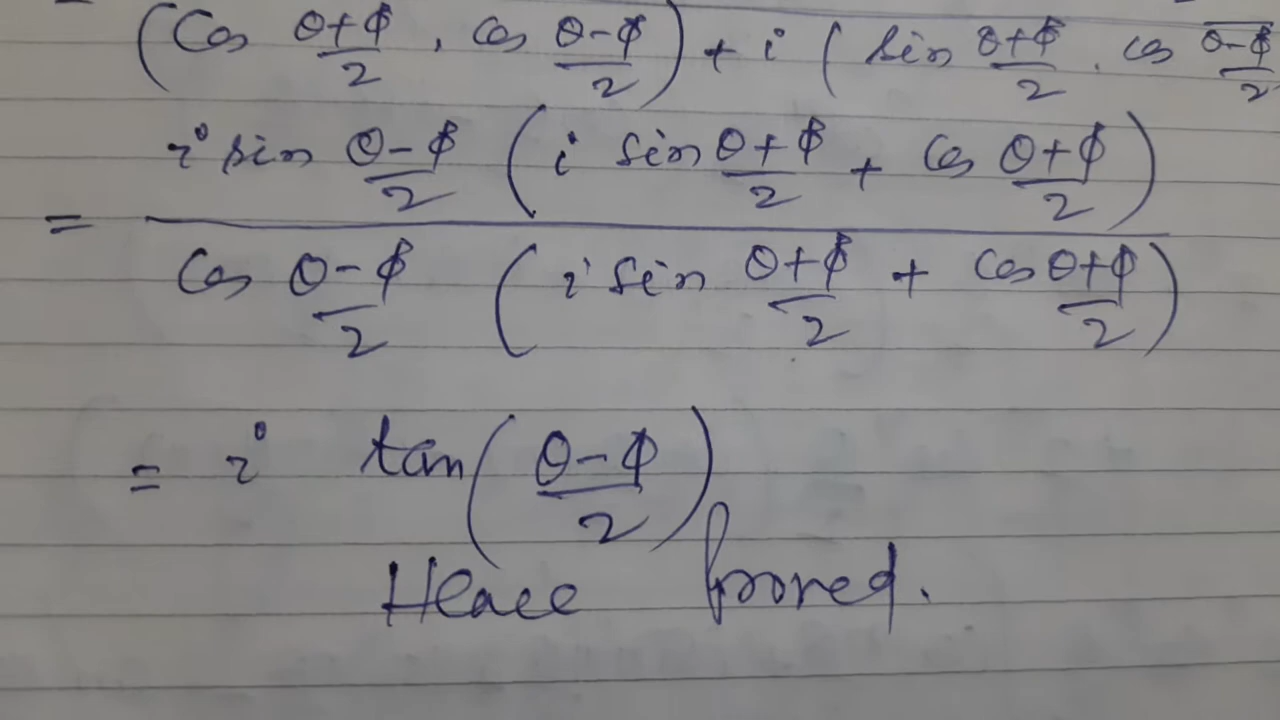 (Cos θ+ϕ/2 . cos θ-ϕ/2) + i (sin θ+ϕ/2 . cos θ-ϕ/2
= i sin θ-ϕ/2 (i sin θ+ϕ/2 + cos θ+ϕ/2) / cos θ-ϕ/2 (i sin θ+ϕ/2 + cos θ+ϕ/2)
= i tan(θ-ϕ/2)
Hence proved.